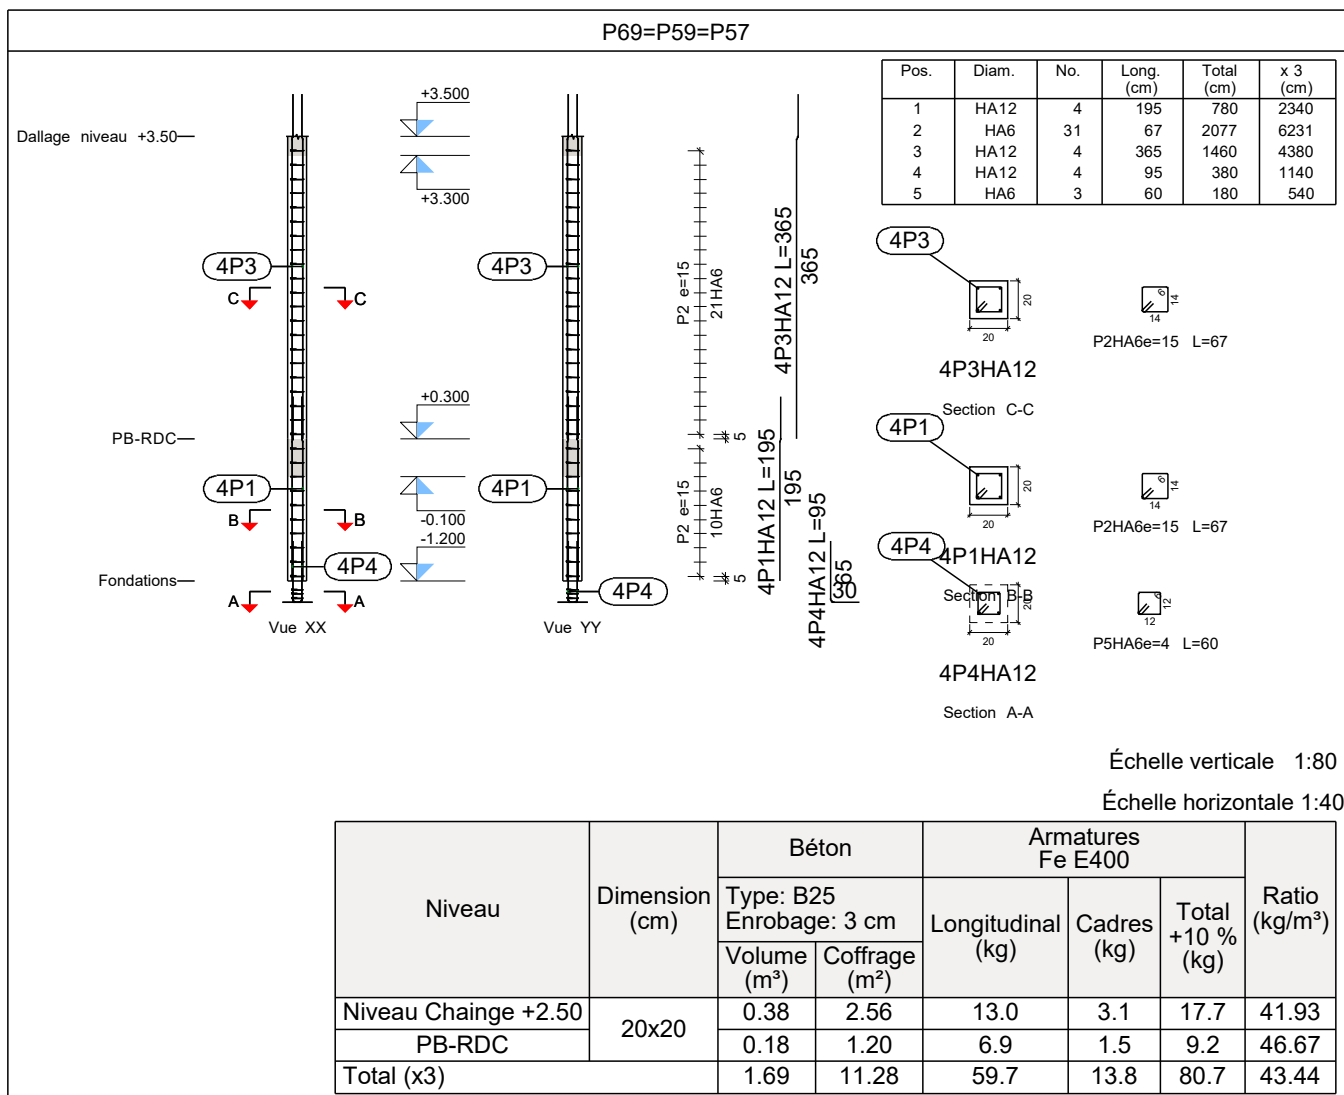 P69=P59=P57
Pos. Diam. No. Long. (cm) Total (cm) x 3 (cm)
1 HA12 4 195 780 2340
2 HA6 31 67 2077 6231
3 HA12 4 365 1460 4380
4 HA12 4 95 380 1140
5 HA6 3 60 180 540
Dallage niveau +3.50
PB-RDC
Fondations
4P3
C C
4P1
B B
4P4
A A
Vue XX
+3.500
+3.300
+0.300
-0.100
-1.200
4P3
4P1
4P4
Vue YY
P2 e=15
21HA6
5
P2 e=15
10HA6
5
4P3HA12 L=365
365
4P1HA12 L=195
195
4P4HA12 L=95
65
30
4P3
20
20
4P3HA12
Section C-C
6
14
14
P2HA6e=15 L=67
4P1
20
20
4P1HA12
Section B-B
6
14
14
P2HA6e=15 L=67
4P4
20
20
4P4HA12
Section A-A
6
12
12
P5HA6e=4 L=60
Échelle verticale 1:80
Échelle horizontale 1:40
Niveau
Dimension
(cm)
Béton
Type: B25
Enrobage: 3 cm
Volume
(m³)
Coffrage
(m²)
Armatures
Fe E400
Longitudinal
(kg)
Cadres
(kg)
Total
+10 %
(kg)
Ratio
(kg/m³)
Niveau Chainge +2.50 20x20 0.38 2.56 13.0 3.1 17.7 41.93
PB-RDC 0.18 1.20 6.9 1.5 9.2 46.67
Total (x3) 1.69 11.28 59.7 13.8 80.7 43.44